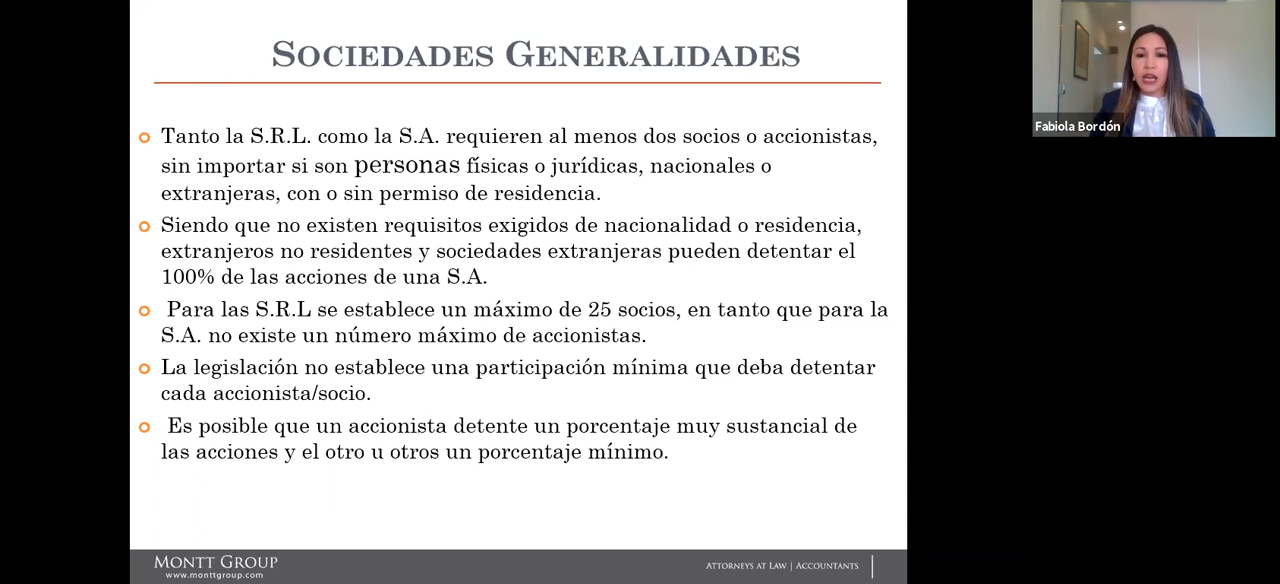 SOCIEDADES GENERALIDADES
Tanto la S.R.L. como la S.A. requieren al menos dos socios o accionistas,
sin importar si son personas físicas o jurídicas, nacionales o
extranjeras, con o sin permiso de residencia.
Siendo que no existen requisitos exigidos de nacionalidad o residencia,
extranjeros no residentes y sociedades extranjeras pueden detentar el
100% de las acciones de una S.A.
Para las S.R.L se establece un máximo de 25 socios, en tanto que para la
S.A. no existe un número máximo de accionistas.
La legislación no establece una participación mínima que deba detentar
cada accionista/socio.
Es posible que un accionista detente un porcentaje muy sustancial de
las acciones y el otro u otros un porcentaje mínimo.
MONTT GROUP
www.monttgroup.com
ATTORNEYS AT LAW | ACCOUNTANTS
Fabiola Bordón